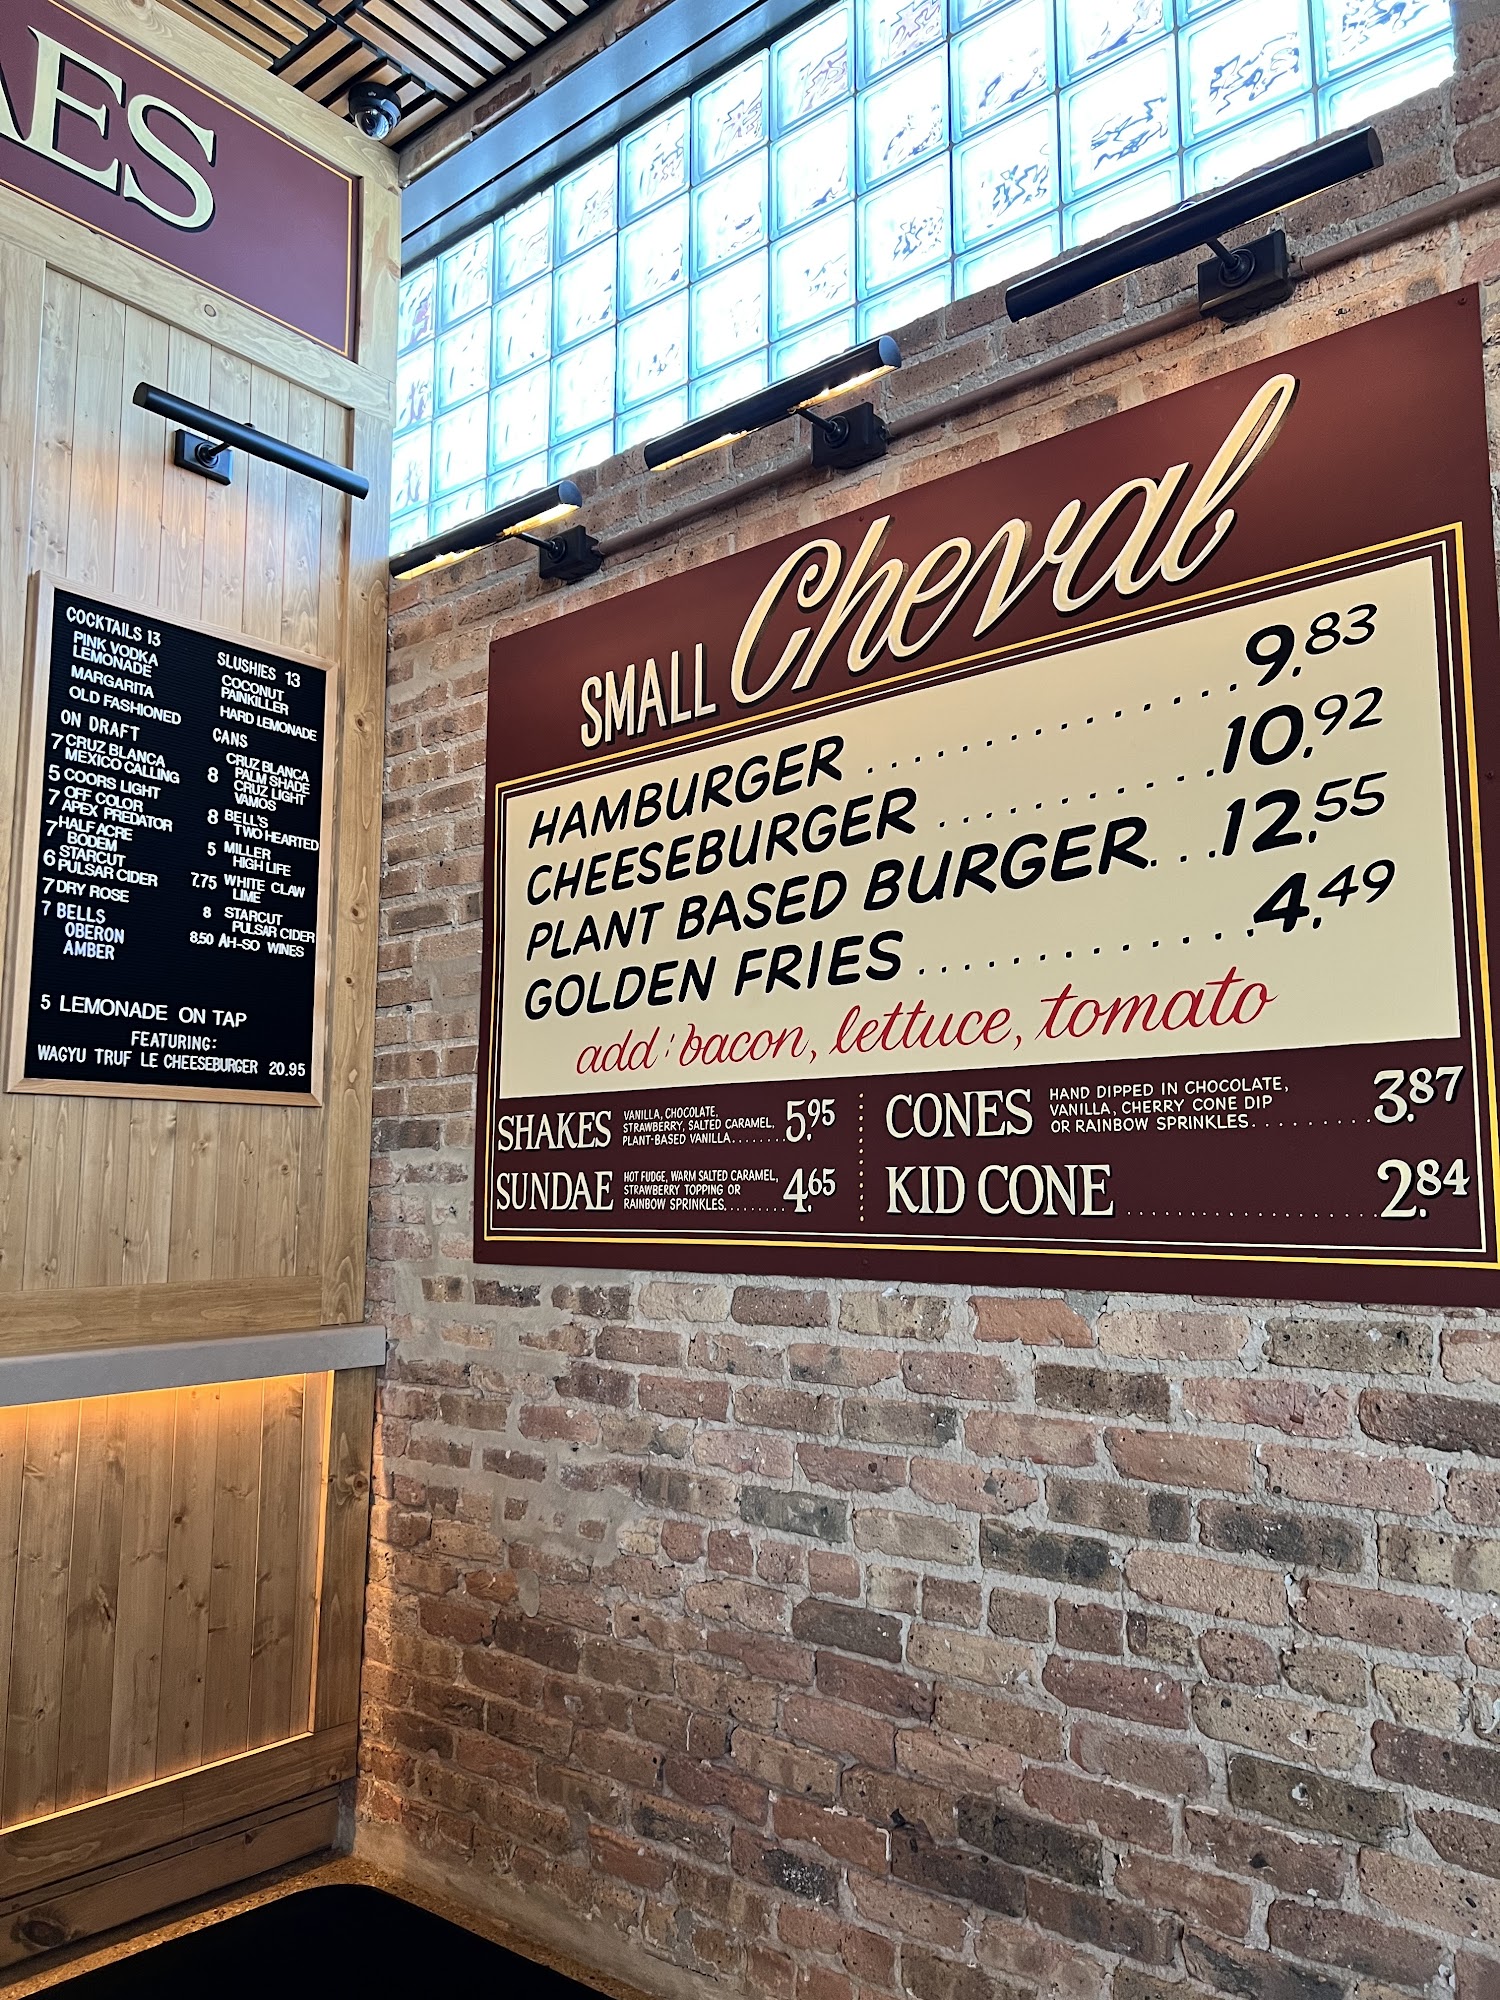 AES
COCKTAILS 13
PINK VODKA
LEMONADE
MARGARITA
OLD FASHIONED
ON DRAFT
7 CRUZ BLANCA
MEXICO CALLING
5 COORS LIGHT
7 OFF COLOR
APEX PREDATOR
7 HALF ACRE
BODEM
6 STARCUT
PULSAR CIDER
7 DRY ROSE
7 BELLS
OBERON
AMBER
SLUSHIES 13
COCONUT
PAINKILLER
HARD LEMONADE
CANS
8 CRUZ BLANCA
PALM SHADE
CRUZ LIGHT
VAMOS
8 BELL'S
TWO HEARTED
5 MILLER
HIGH LIFE
7.75 WHITE CLAW
LIME
8 STARCUT
PULSAR CIDER
8.50 AH-SO WINES
5 LEMONADE ON TAP
FEATURING:
WAGYU TRUF LE CHEESEBURGER 20.95
SMALL Cheval
HAMBURGER ............ 9.83
CHEESEBURGER .......... 10.92
PLANT BASED BURGER... 12.55
GOLDEN FRIES ............ 4.49
add: bacon, lettuce, tomato
SHAKES VANILLA, CHOCOLATE,
STRAWBERRY, SALTED CARAMEL,
PLANT-BASED VANILLA........ 5.95
SUNDAE HOT FUDGE, WARM SALTED CARAMEL,
STRAWBERRY TOPPING OR
RAINBOW SPRINKLES......... 4.65
CONES HAND DIPPED IN CHOCOLATE,
VANILLA, CHERRY CONE DIP
OR RAINBOW SPRINKLES.......... 3.87
KID CONE .................... 2.84